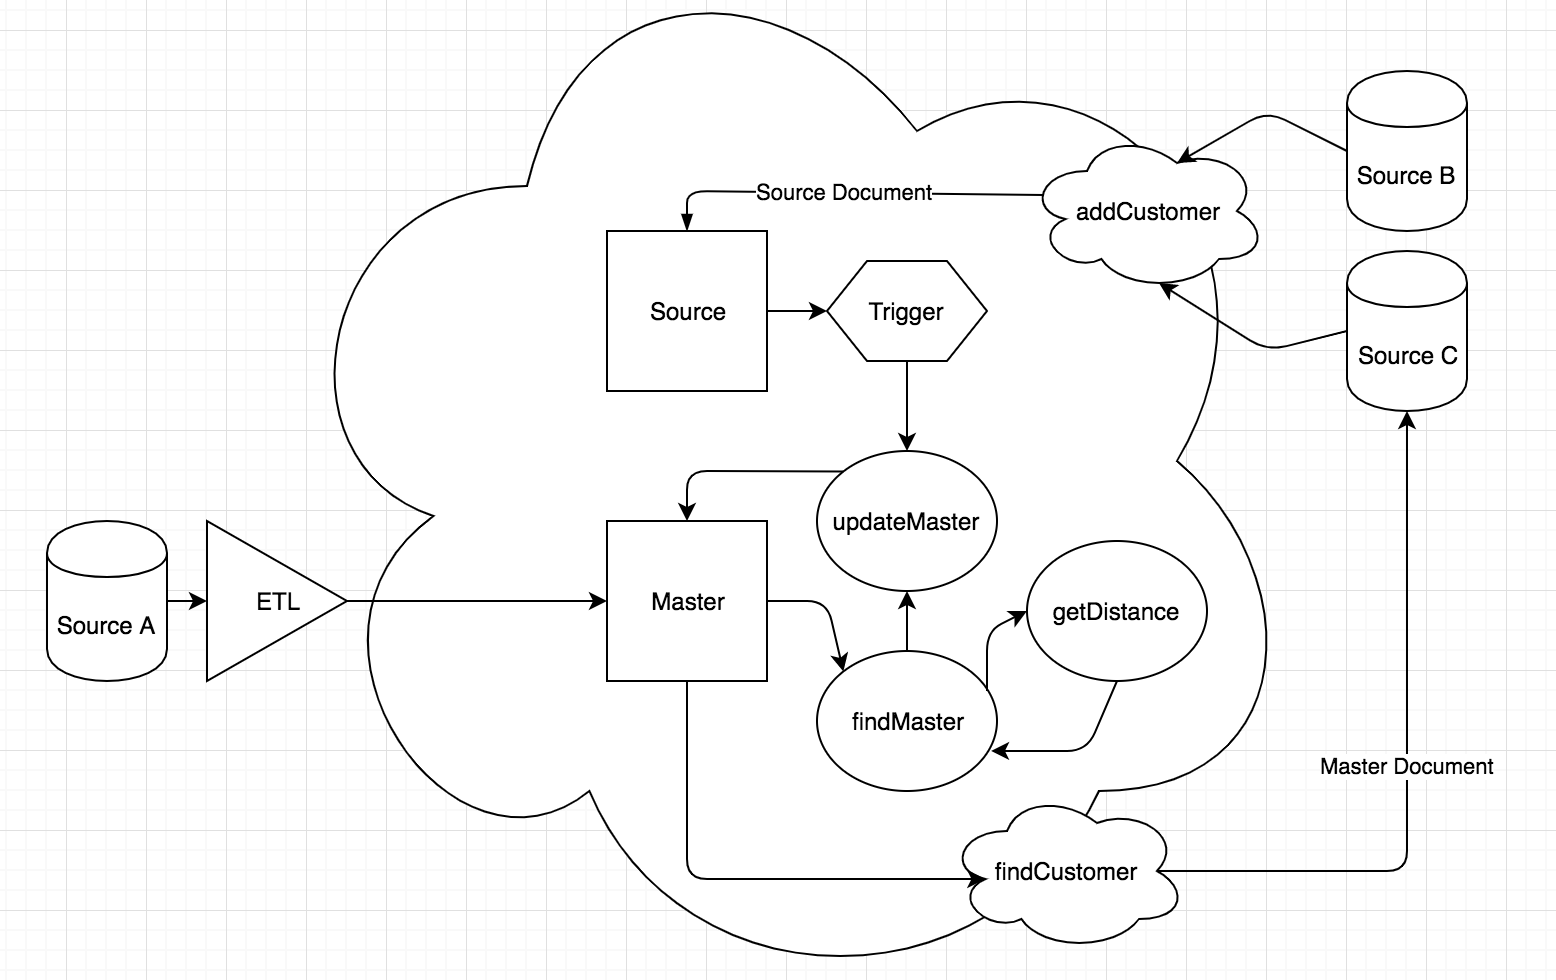 Source B
Source Document
addCustomer
Source
Trigger
Source C
updateMaster
Source A
ETL
Master
getDistance
findMaster
Master Document
findCustomer